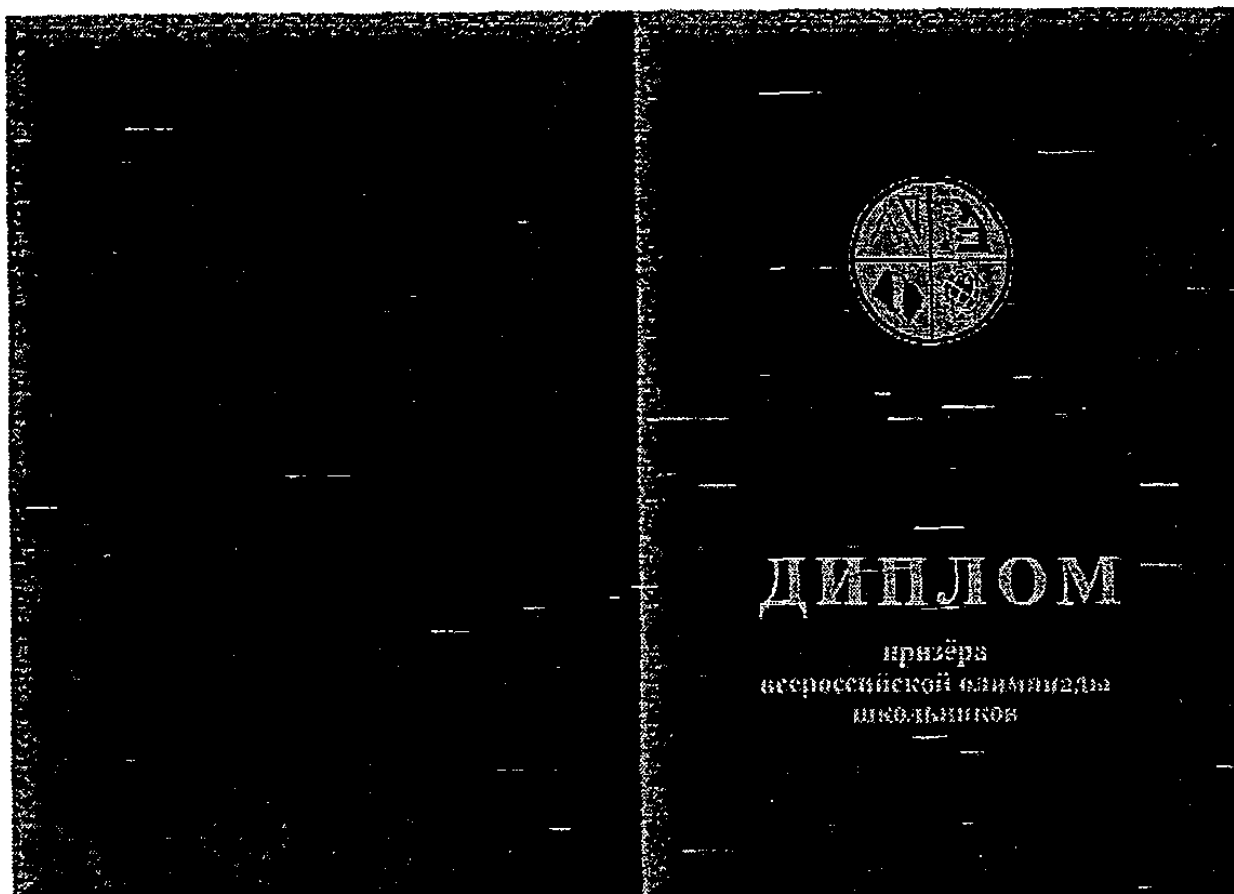 ДИПЛОМ
призёра
всероссийской олимпиады
школьников